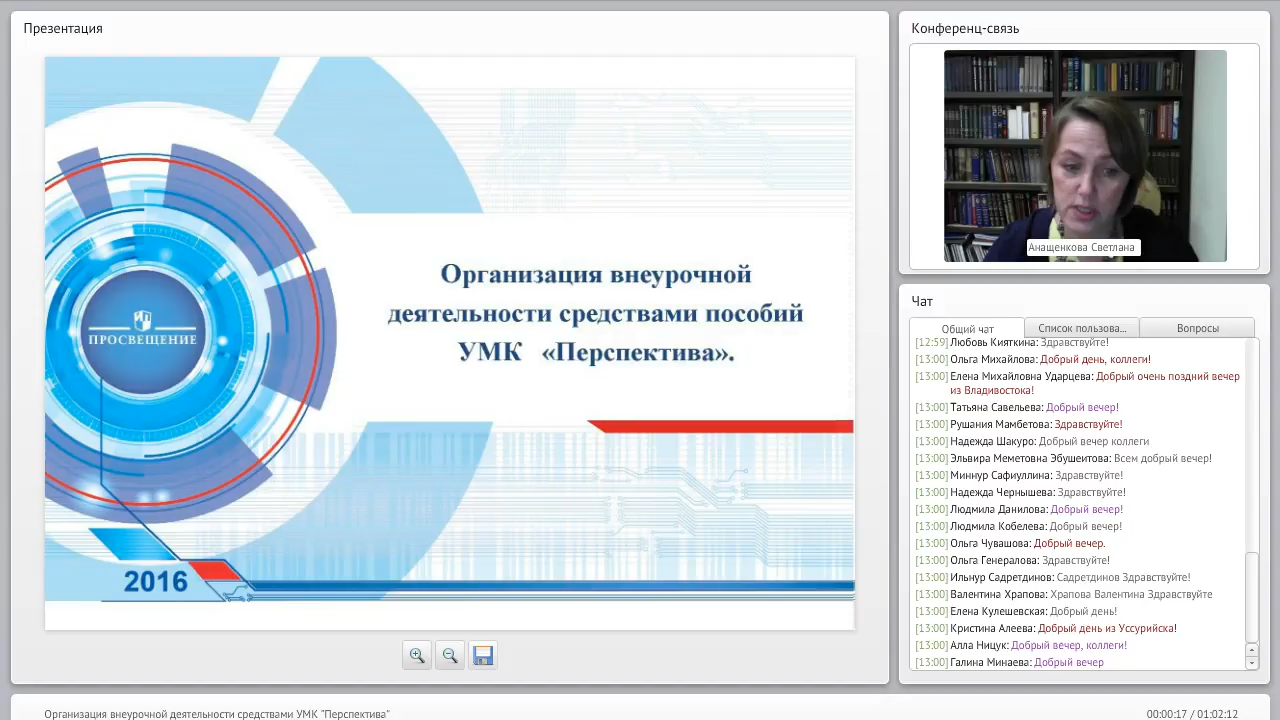 Презентация
Организация внеурочной
деятельности средствами пособий
УМК «Перспектива».
ПРОСВЕЩЕНИЕ
2016
Конференц-связь
Анащенкова Светлана
Чат
Общий чат
Список пользова...
Вопросы
[12:59] Любовь Кияткина: Здравствуйте!
[13:00] Ольга Михайлова: Добрый день, коллеги!
[13:00] Елена Михайловна Ударцева: Добрый очень поздний вечер
из Владивостока!
[13:00] Татьяна Савельева: Добрый вечер!
[13:00] Рушания Мамбетова: Здравствуйте!
[13:00] Надежда Шакуро: Добрый вечер коллеги
[13:00] Эльвира Меметовна Эбушеитова: Всем добрый вечер!
[13:00] Миннур Сафиуллина: Здравствуйте!
[13:00] Надежда Чернышева: Здравствуйте!
[13:00] Людмила Данилова: Добрый вечер!
[13:00] Людмила Кобелева: Добрый вечер!
[13:00] Ольга Чувашова: Добрый вечер.
[13:00] Ольга Генералова: Здравствуйте!
[13:00] Ильнур Садретдинов: Садретдинов Здравствуйте!
[13:00] Валентина Храпова: Храпова Валентина Здравствуйте
[13:00] Елена Кулешевская: Добрый день!
[13:00] Кристина Алеева: Добрый день из Уссурийска!
[13:00] Алла Ницук: Добрый вечер, коллеги!
[13:00] Галина Минаева: Добрый вечер
Организация внеурочной деятельности средствами УМК "Перспектива"
00:00:17 / 01:02:12